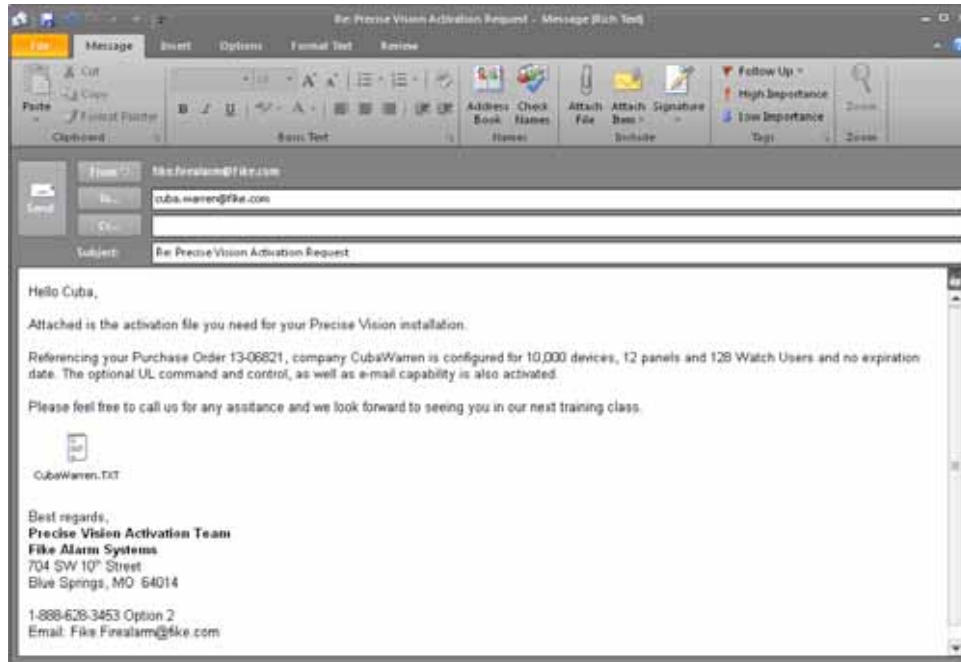 Re: Precise Vision Activation Request - Message (Rich Text)
File Message Insert Options Format Text Review
Cut
Copy
Format Painter
Paste
Clipboard
B I U
Basic Text
Address Book
Check Names
Names
Attach File
Attach Item
Signature
Include
Follow Up
High Importance
Low Importance
Tags
Zoom
Zoom
Send
From
fike.firealarm@fike.com
To...
cuba.warren@fike.com
Cc...
Subject:
Re: Precise Vision Activation Request
Hello Cuba,
Attached is the activation file you need for your Precise Vision installation.
Referencing your Purchase Order 13-06821, company CubaWarren is configured for 10,000 devices, 12 panels and 128 Watch Users and no expiration
date. The optional UL command and control, as well as e-mail capability is also activated.
Please feel free to call us for any assitance and we look forward to seeing you in our next training class.
CubaWarren.TXT
Best regards,
Precise Vision Activation Team
Fike Alarm Systems
704 SW 10th Street
Blue Springs, MO 64014
1-888-628-3453 Option 2
Email: Fike.Firealarm@fike.com